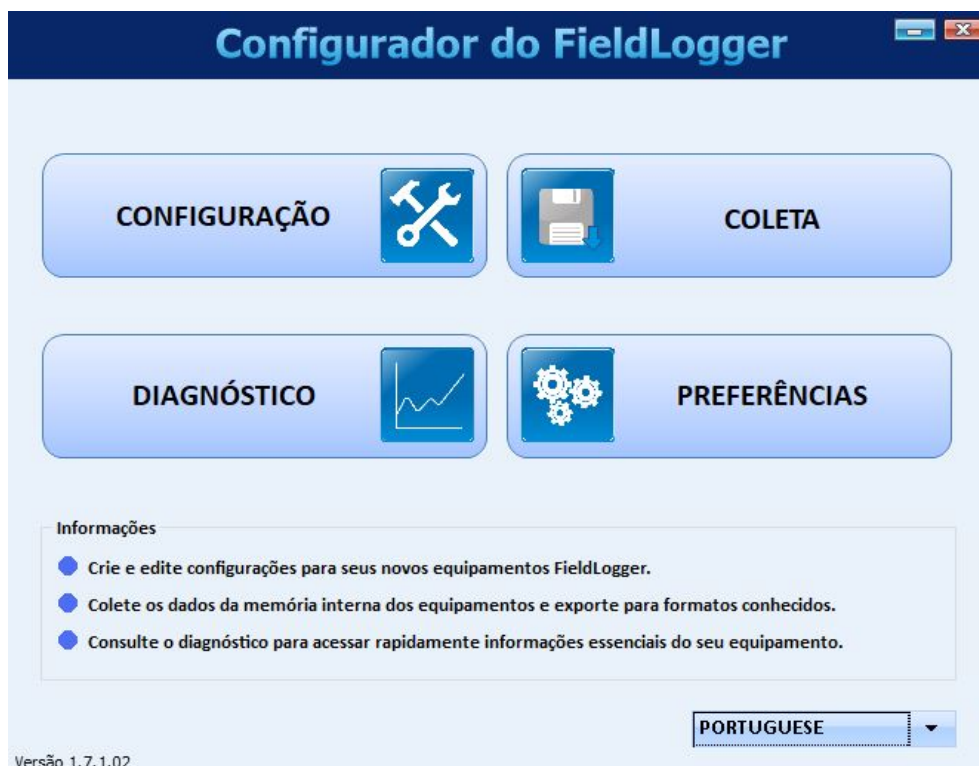 Configurador do FieldLogger
CONFIGURAÇÃO
COLETA
DIAGNÓSTICO
PREFERÊNCIAS
Informações
Crie e edite configurações para seus novos equipamentos FieldLogger.
Colete os dados da memória interna dos equipamentos e exporte para formatos conhecidos.
Consulte o diagnóstico para acessar rapidamente informações essenciais do seu equipamento.
PORTUGUESE
Versão 1.7.1.02